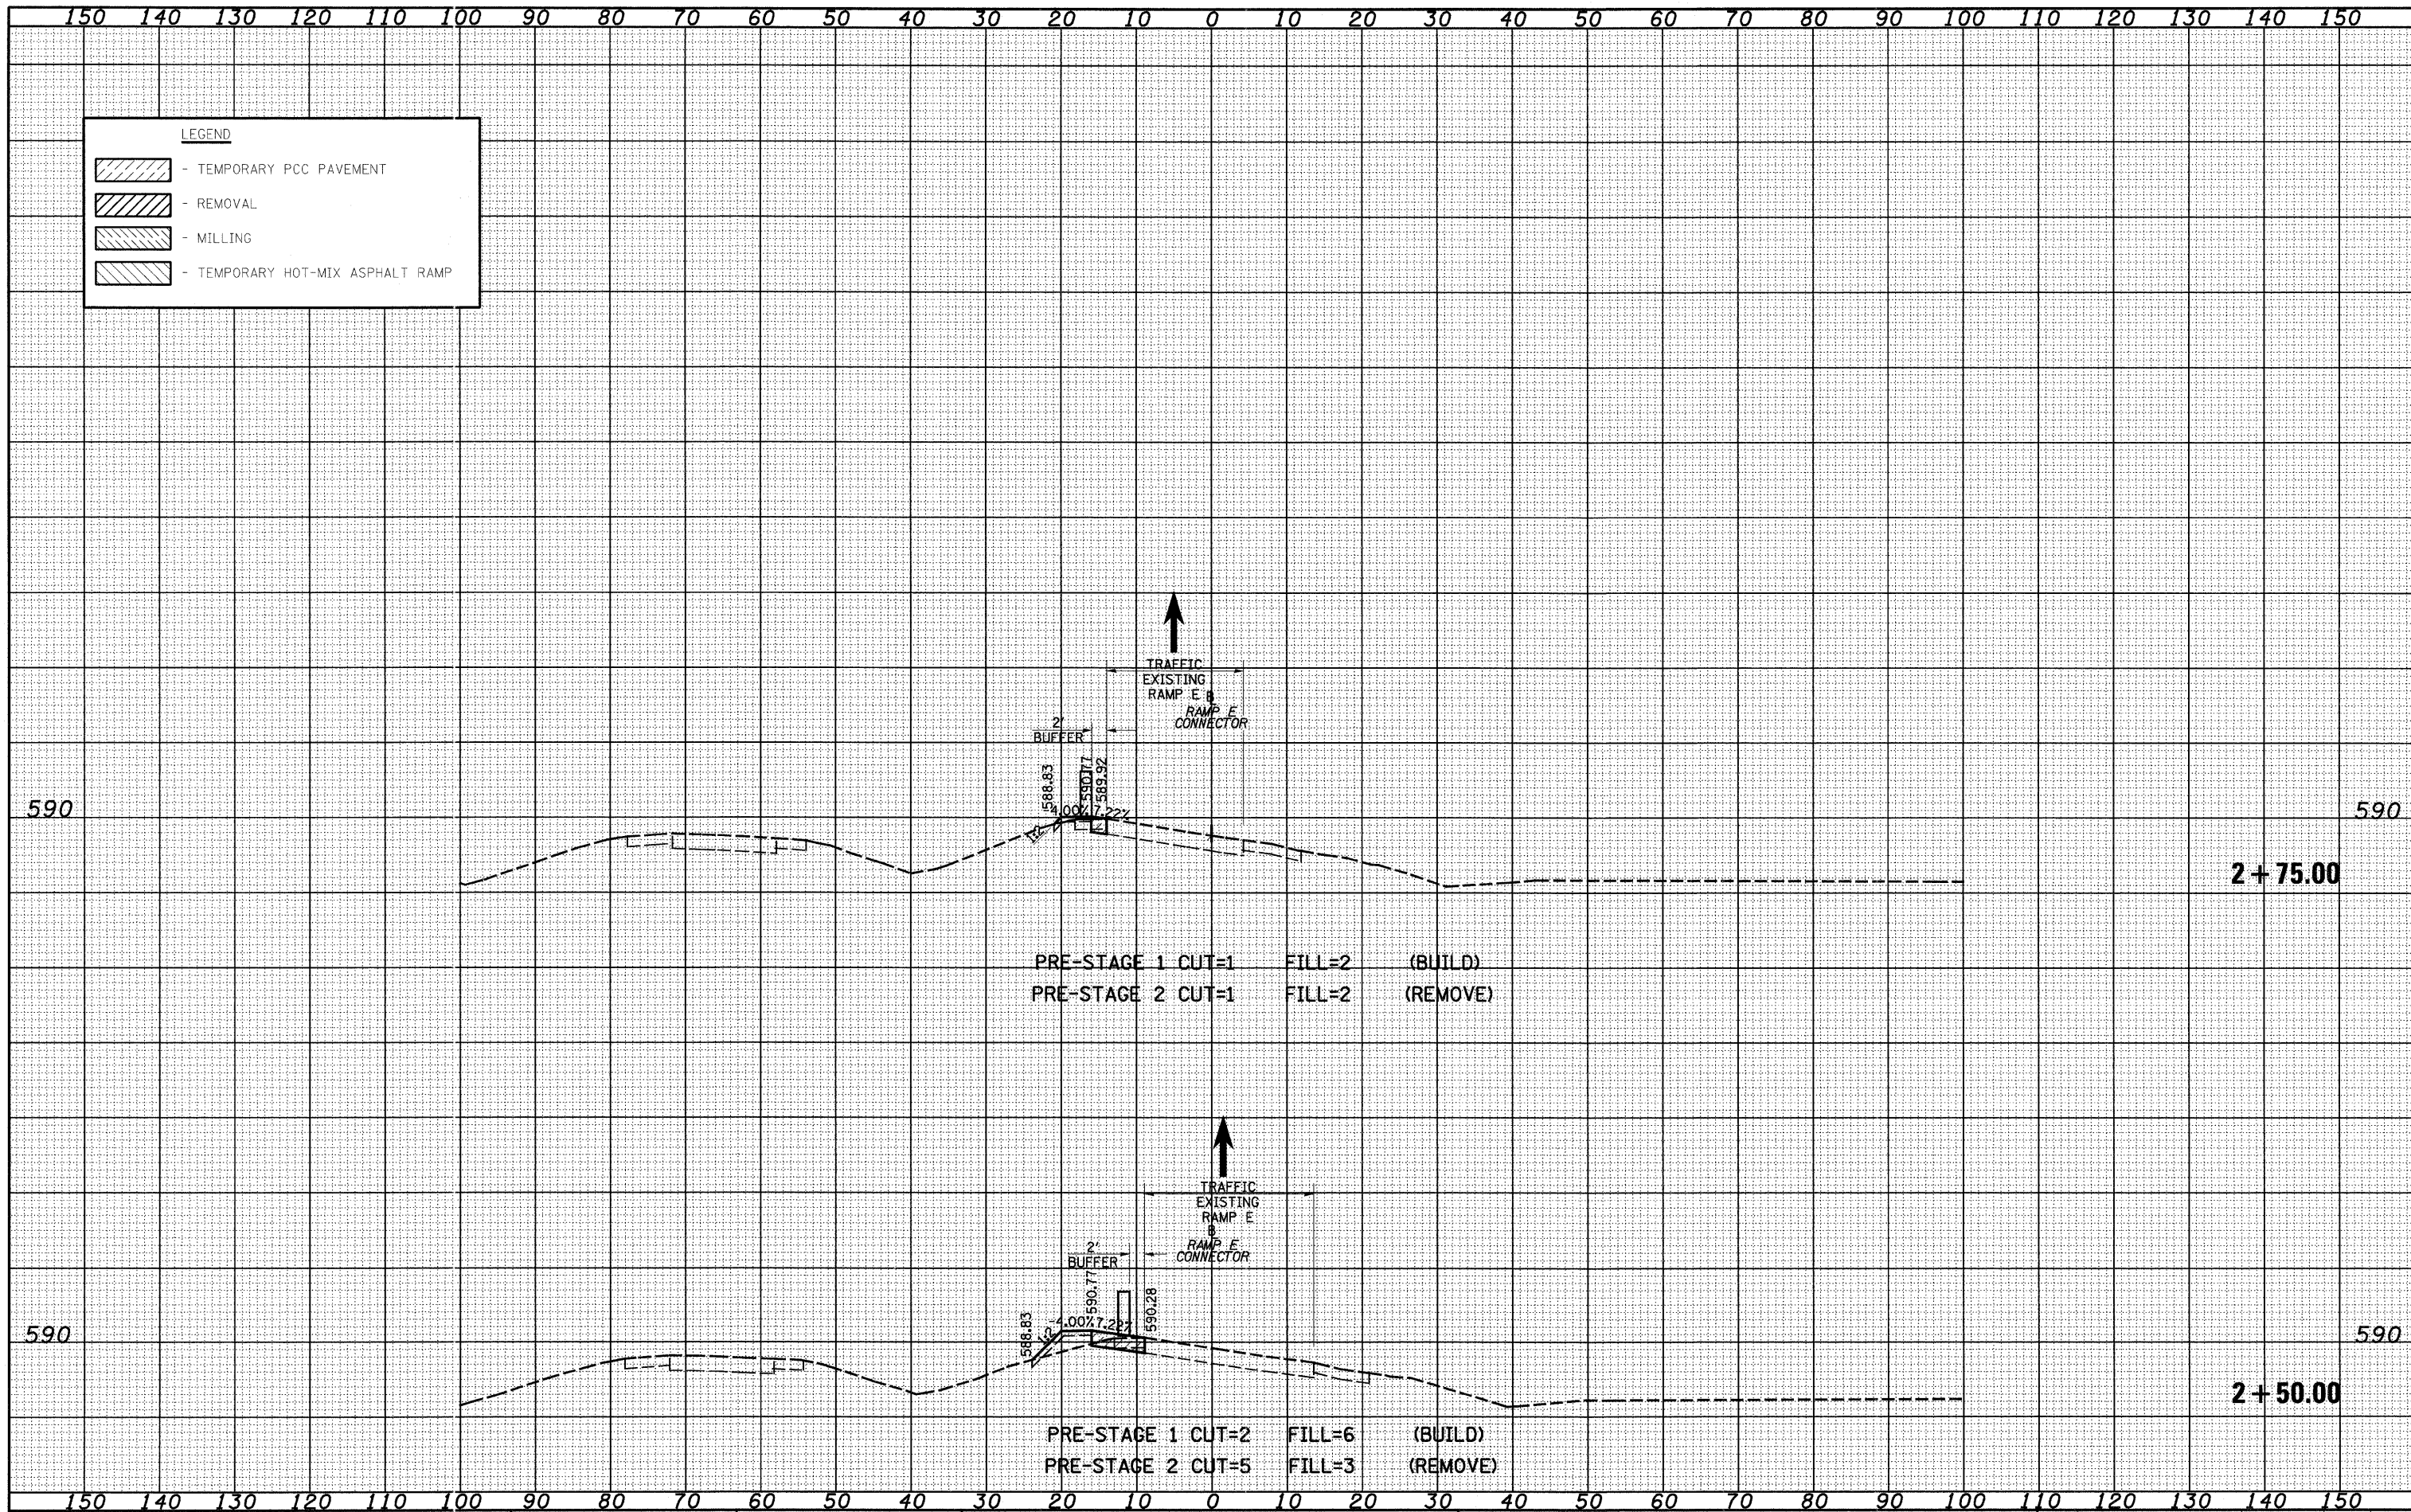 150 140 130 120 110 100 90 80 70 60 50 40 30 20 10 0 10 20 30 40 50 60 70 80 90 100 110 120 130 140 150
LEGEND
- TEMPORARY PCC PAVEMENT
- REMOVAL
- MILLING
- TEMPORARY HOT-MIX ASPHALT RAMP
TRAFFIC
EXISTING
RAMP E
B
RAMP E
CONNECTOR
2'
BUFFER
588.83
590.77
589.92
-4.00% 7.22%
1:2
590
590
2+75.00
PRE-STAGE 1 CUT=1 FILL=2 (BUILD)
PRE-STAGE 2 CUT=1 FILL=2 (REMOVE)
TRAFFIC
EXISTING
RAMP E
B
RAMP E
CONNECTOR
2'
BUFFER
588.83
590.77
590.28
1:2
-4.00% 7.22%
590
590
2+50.00
PRE-STAGE 1 CUT=2 FILL=6 (BUILD)
PRE-STAGE 2 CUT=5 FILL=3 (REMOVE)
150 140 130 120 110 100 90 80 70 60 50 40 30 20 10 0 10 20 30 40 50 60 70 80 90 100 110 120 130 140 150